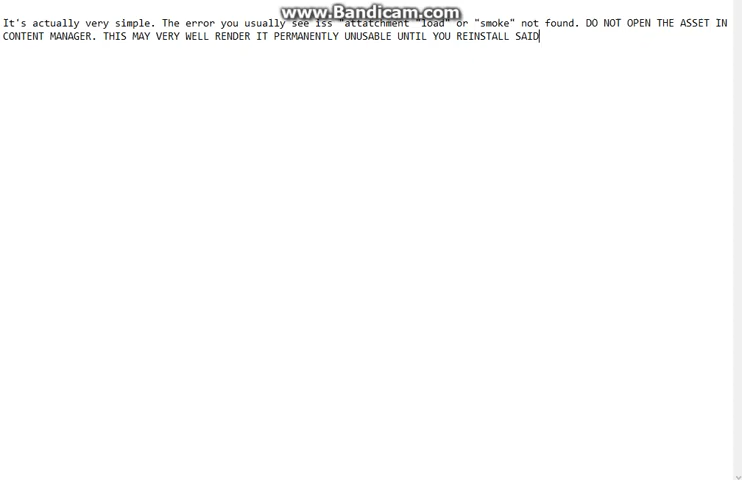 www.Bandicam.com
It's actually very simple. The error you usually see iss "attatchment "load" or "smoke" not found. DO NOT OPEN THE ASSET IN
CONTENT MANAGER. THIS MAY VERY WELL RENDER IT PERMANENTLY UNUSABLE UNTIL YOU REINSTALL SAID